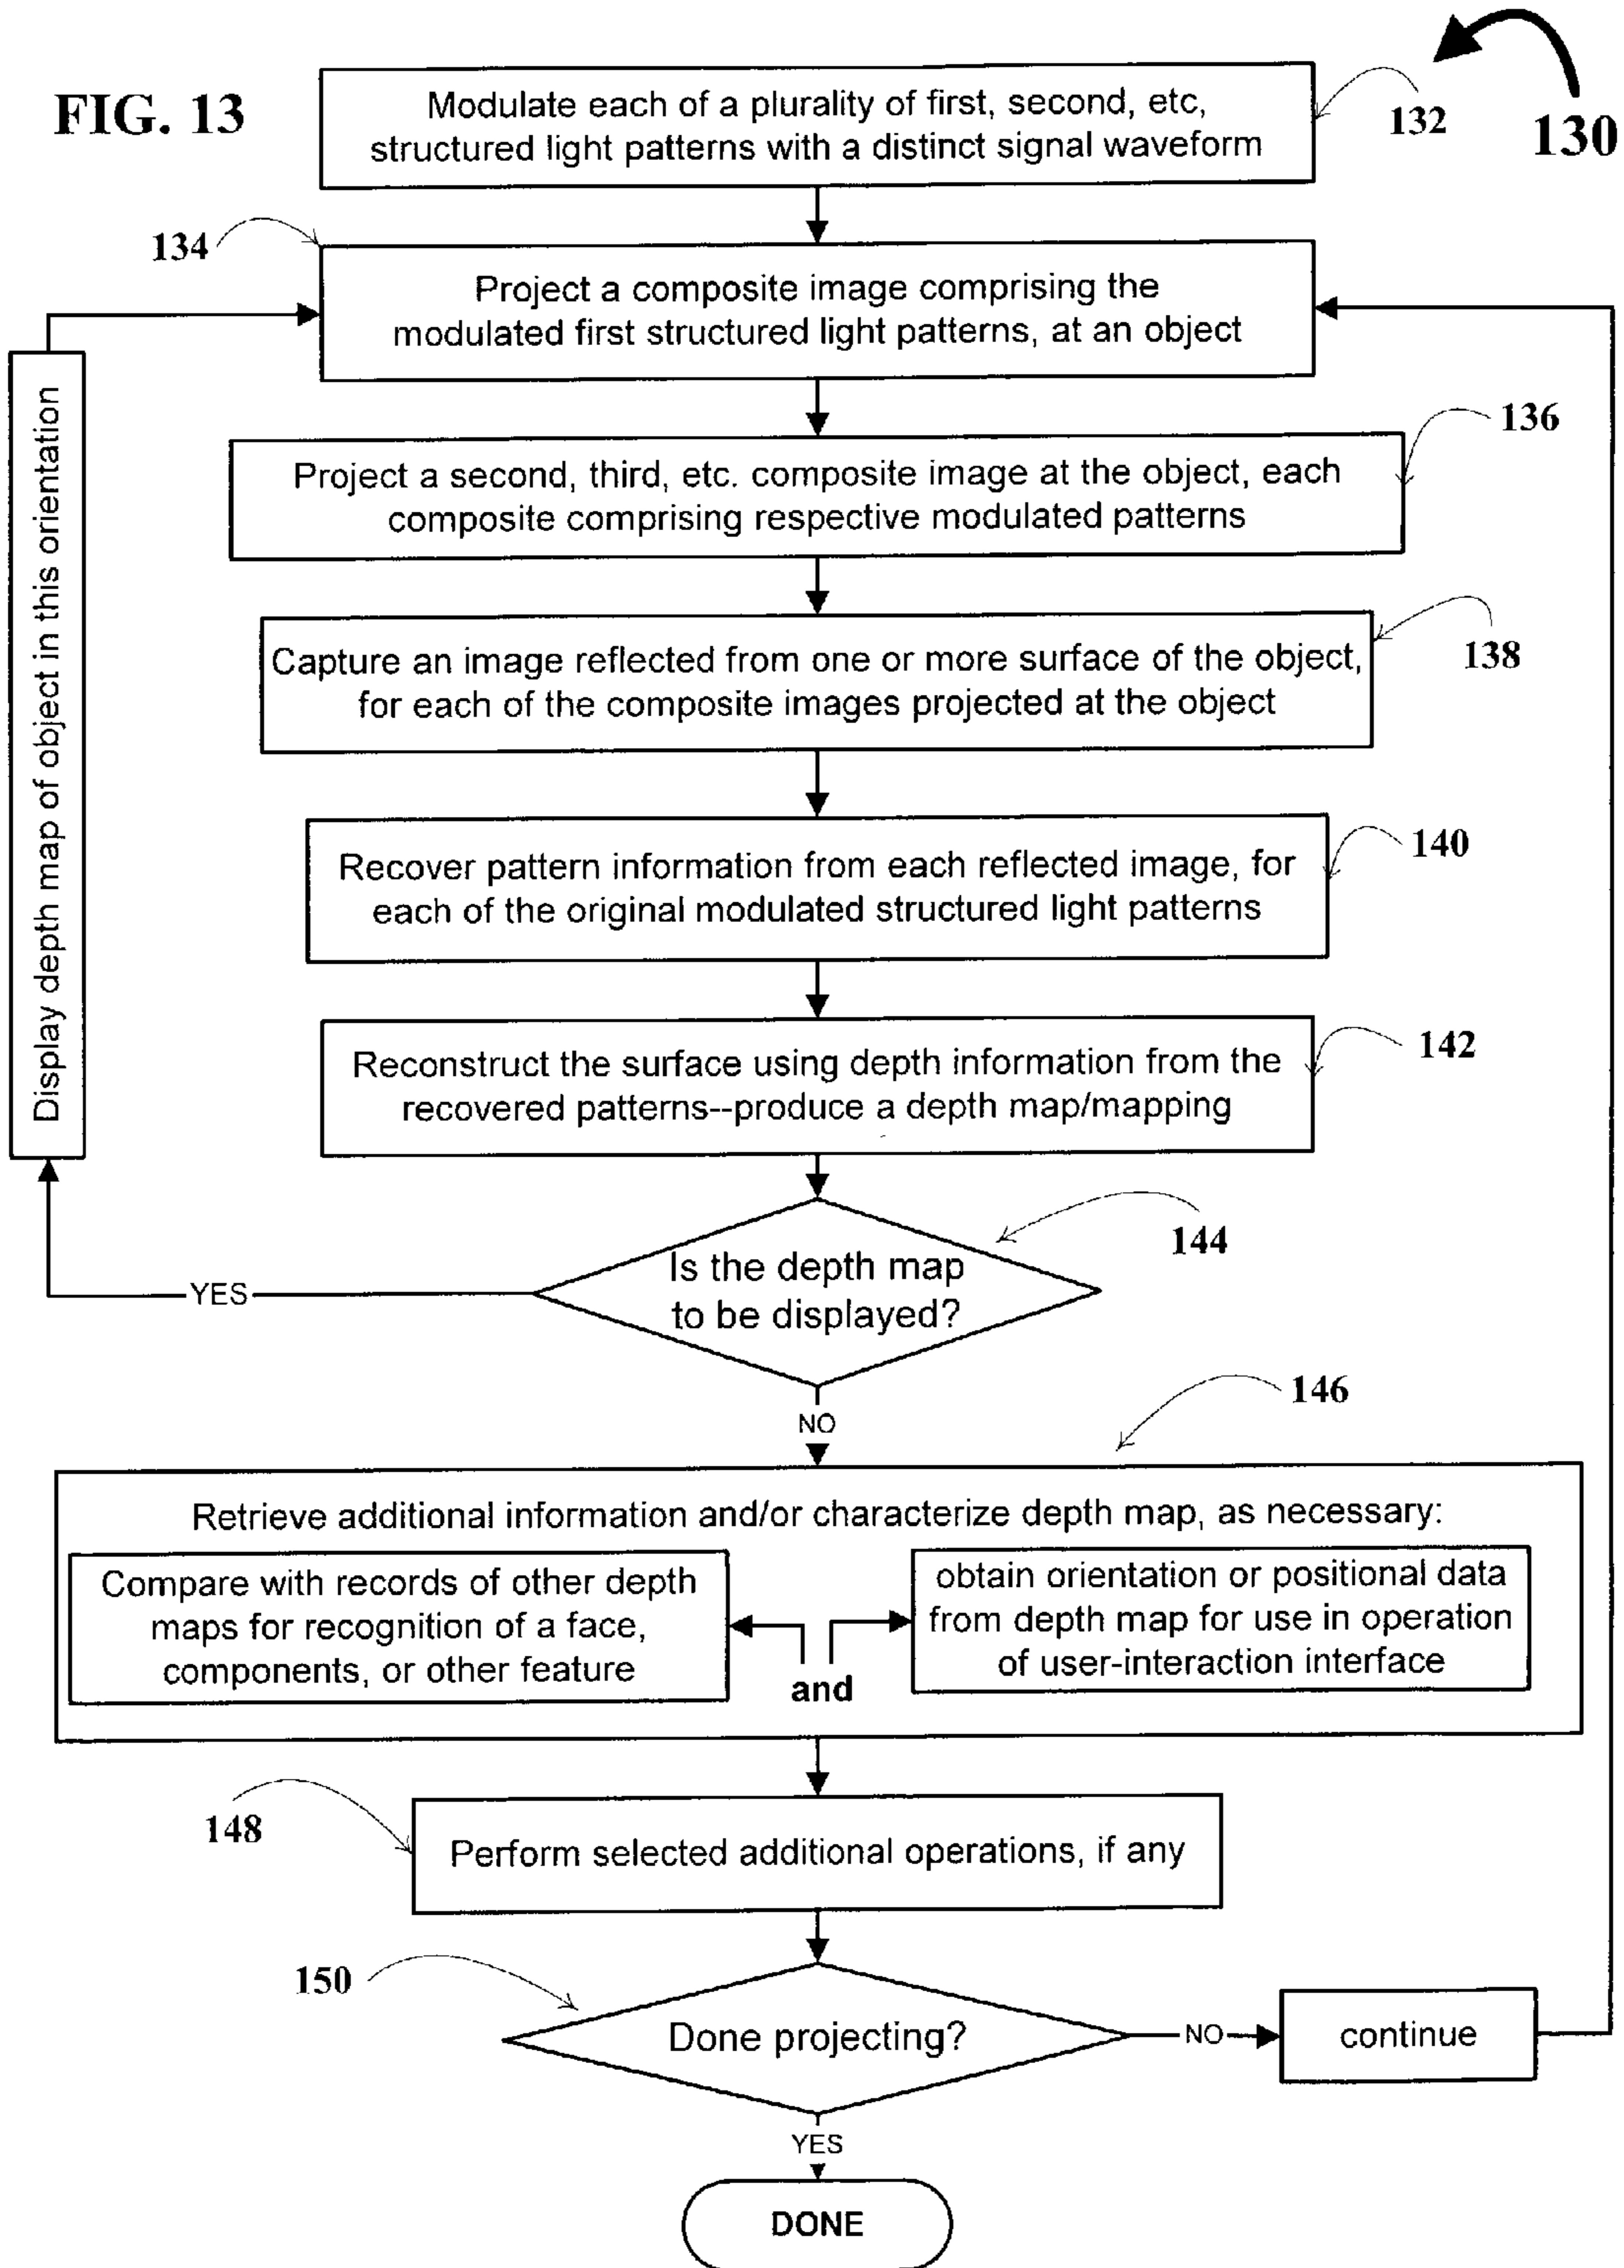 FIG. 13
130
Modulate each of a plurality of first, second, etc,
structured light patterns with a distinct signal waveform
132
134
Project a composite image comprising the
modulated first structured light patterns, at an object
136
Project a second, third, etc. composite image at the object, each
composite comprising respective modulated patterns
138
Capture an image reflected from one or more surface of the object,
for each of the composite images projected at the object
140
Recover pattern information from each reflected image, for
each of the original modulated structured light patterns
142
Reconstruct the surface using depth information from the
recovered patterns--produce a depth map/mapping
144
Is the depth map
to be displayed?
YES
Display depth map of object in this orientation
NO
146
Retrieve additional information and/or characterize depth map, as necessary:
Compare with records of other depth
maps for recognition of a face,
components, or other feature
and
obtain orientation or positional data
from depth map for use in operation
of user-interaction interface
148
Perform selected additional operations, if any
150
Done projecting?
NO
continue
YES
DONE